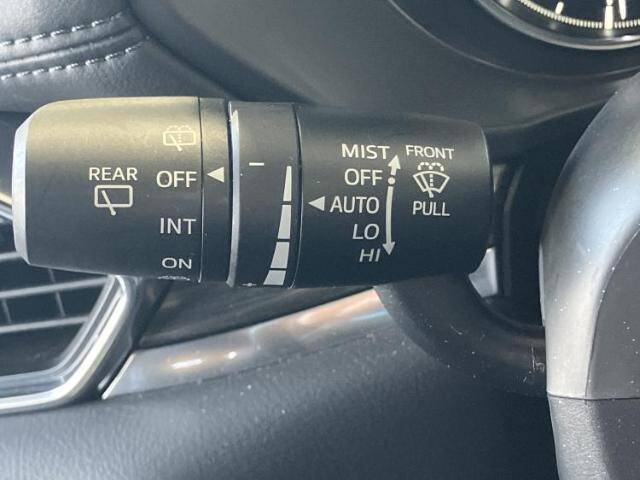 REAR
OFF
INT
ON
−
+
MIST
OFF
AUTO
LO
HI
FRONT
PULL